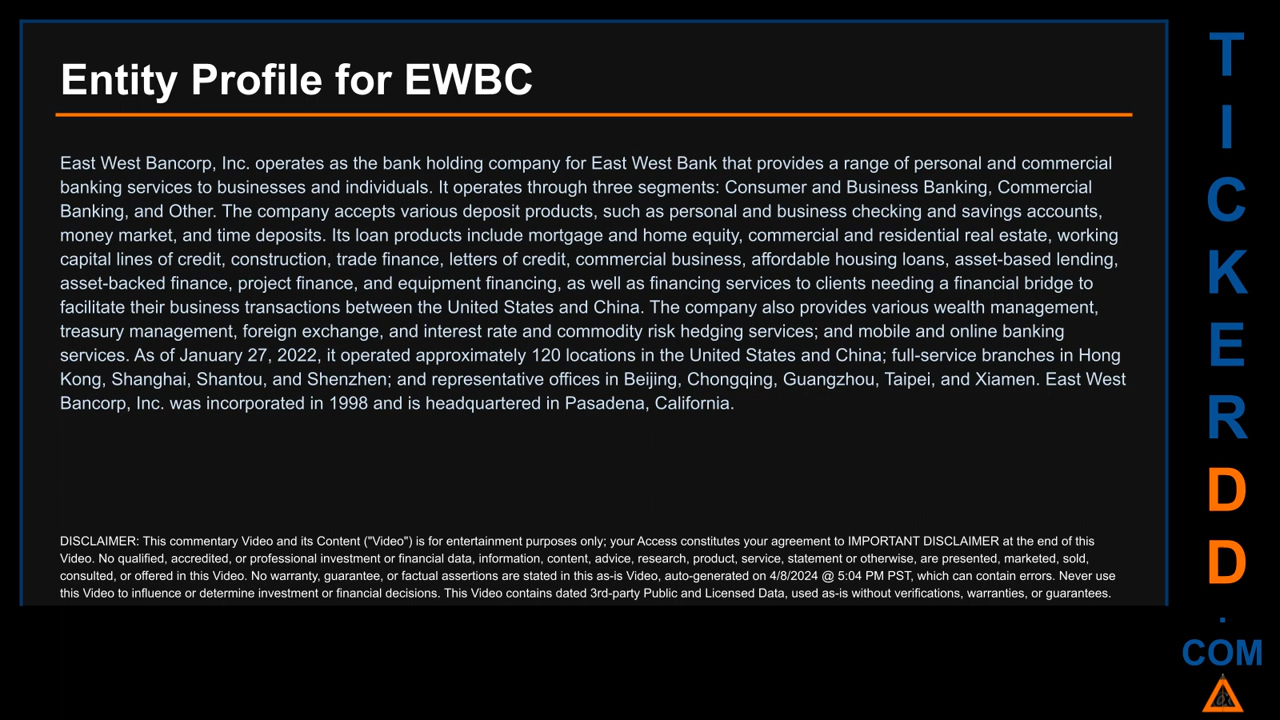 Entity Profile for EWBC
East West Bancorp, Inc. operates as the bank holding company for East West Bank that provides a range of personal and commercial
banking services to businesses and individuals. It operates through three segments: Consumer and Business Banking, Commercial
Banking, and Other. The company accepts various deposit products, such as personal and business checking and savings accounts,
money market, and time deposits. Its loan products include mortgage and home equity, commercial and residential real estate, working
capital lines of credit, construction, trade finance, letters of credit, commercial business, affordable housing loans, asset-based lending,
asset-backed finance, project finance, and equipment financing, as well as financing services to clients needing a financial bridge to
facilitate their business transactions between the United States and China. The company also provides various wealth management,
treasury management, foreign exchange, and interest rate and commodity risk hedging services; and mobile and online banking
services. As of January 27, 2022, it operated approximately 120 locations in the United States and China; full-service branches in Hong
Kong, Shanghai, Shantou, and Shenzhen; and representative offices in Beijing, Chongqing, Guangzhou, Taipei, and Xiamen. East West
Bancorp, Inc. was incorporated in 1998 and is headquartered in Pasadena, California.
DISCLAIMER: This commentary Video and its Content ("Video") is for entertainment purposes only; your Access constitutes your agreement to IMPORTANT DISCLAIMER at the end of this
Video. No qualified, accredited, or professional investment or financial data, information, content, advice, research, product, service, statement or otherwise, are presented, marketed, sold,
consulted, or offered in this Video. No warranty, guarantee, or factual assertions are stated in this as-is Video, auto-generated on 4/8/2024 @ 5:04 PM PST, which can contain errors. Never use
this Video to influence or determine investment or financial decisions. This Video contains dated 3rd-party Public and Licensed Data, used as-is without verifications, warranties, or guarantees.
T
I
C
K
E
R
D
D
.
COM